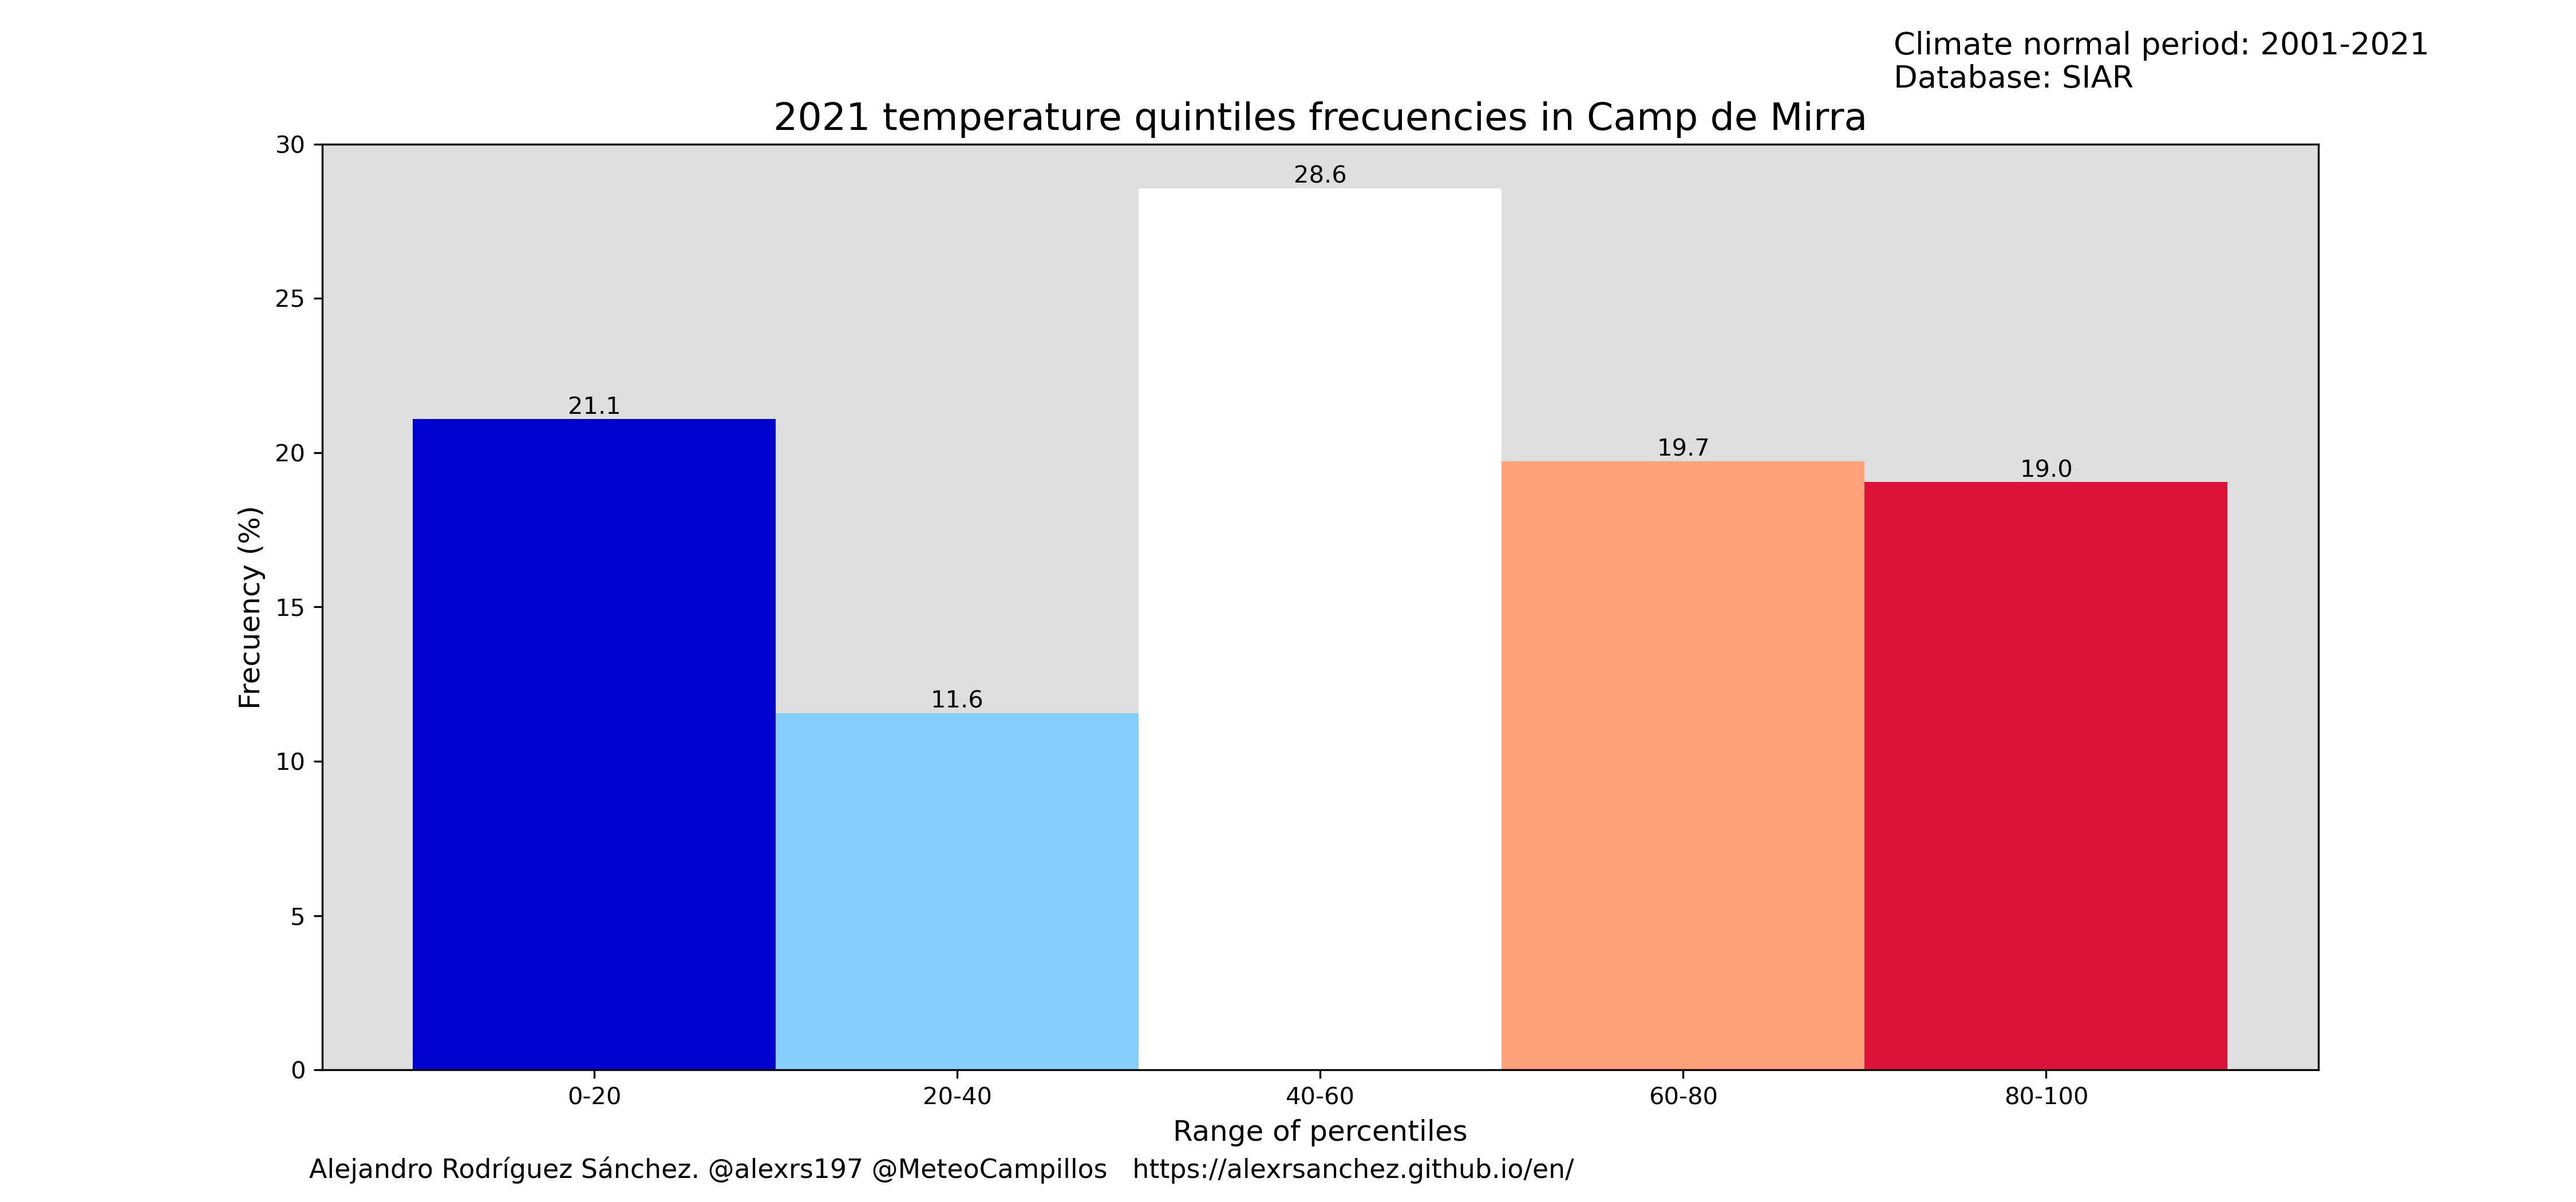 Climate normal period: 2001-2021
Database: SIAR
2021 temperature quintiles frecuencies in Camp de Mirra
30
25
20
15
10
5
0
Frecuency (%)
21.1
11.6
28.6
19.7
19.0
0-20
20-40
40-60
60-80
80-100
Range of percentiles
Alejandro Rodríguez Sánchez. @alexrs197 @MeteoCampillos https://alexrsanchez.github.io/en/